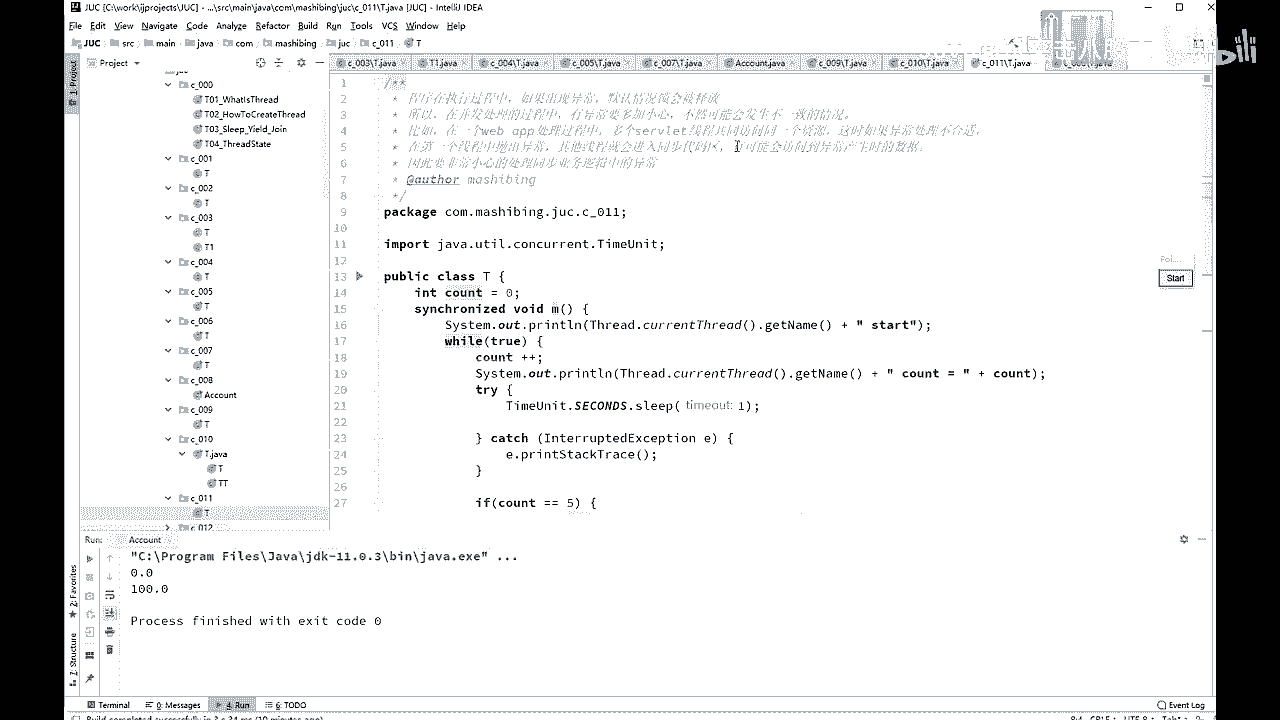 JUC [C:\work\ijprojects\JUC] - ...\src\main\java\com\mashibing\juc\c_011\T.java [JUC] - IntelliJ IDEA
File Edit View Navigate Code Analyze Refactor Build Run Tools VCS Window Help
JUC src main java com mashibing juc c_011 T
bili
1: Project
Project
c_003\T.java T1.java c_004\T.java c_005\T.java c_007\T.java Account.java c_009\T.java c_010\T.java c_011\T.java
c_000
T01_WhatIsThread
T02_HowToCreateThread
T03_Sleep_Yield_Join
T04_ThreadState
c_001
T
c_002
T
c_003
T
T1
c_004
T
c_005
T
c_006
T
c_007
T
c_008
Account
c_009
T
c_010
T.java
T
TT
c_011
T
c_012
1 /**
2 * 程序在执行过程中，如果出现异常，默认情况锁会被释放
3 * 所以，在并发处理的过程中，有异常要多加小心，不然可能会发生不一致的情况。
4 * 比如，在一个web app处理过程中，多个servlet线程共同访问同一个资源，这时如果异常处理不合适，
5 * 在第一个线程中抛出异常，其他线程就会进入同步代码区，有可能会访问到异常产生时的数据。
6 * 因此要非常小心的处理同步业务逻辑中的异常
7 * @author mashibing
8 */
9 package com.mashibing.juc.c_011;
10
11 import java.util.concurrent.TimeUnit;
12
13 public class T {
14 int count = 0;
15 synchronized void m() {
16 System.out.println(Thread.currentThread().getName() + " start");
17 while(true) {
18 count ++;
19 System.out.println(Thread.currentThread().getName() + " count = " + count);
20 try {
21 TimeUnit.SECONDS.sleep( timeout: 1);
22
23 } catch (InterruptedException e) {
24 e.printStackTrace();
25 }
26
27 if(count == 5) {
Poi...
Start
Run: Account
"C:\Program Files\Java\jdk-11.0.3\bin\java.exe" ...
0.0
100.0
Process finished with exit code 0
2: Favorites
7: Structure
Terminal 0: Messages 4: Run 6: TODO
Event Log
Build completed successfully in 3 s 34 ms (10 minutes ago)